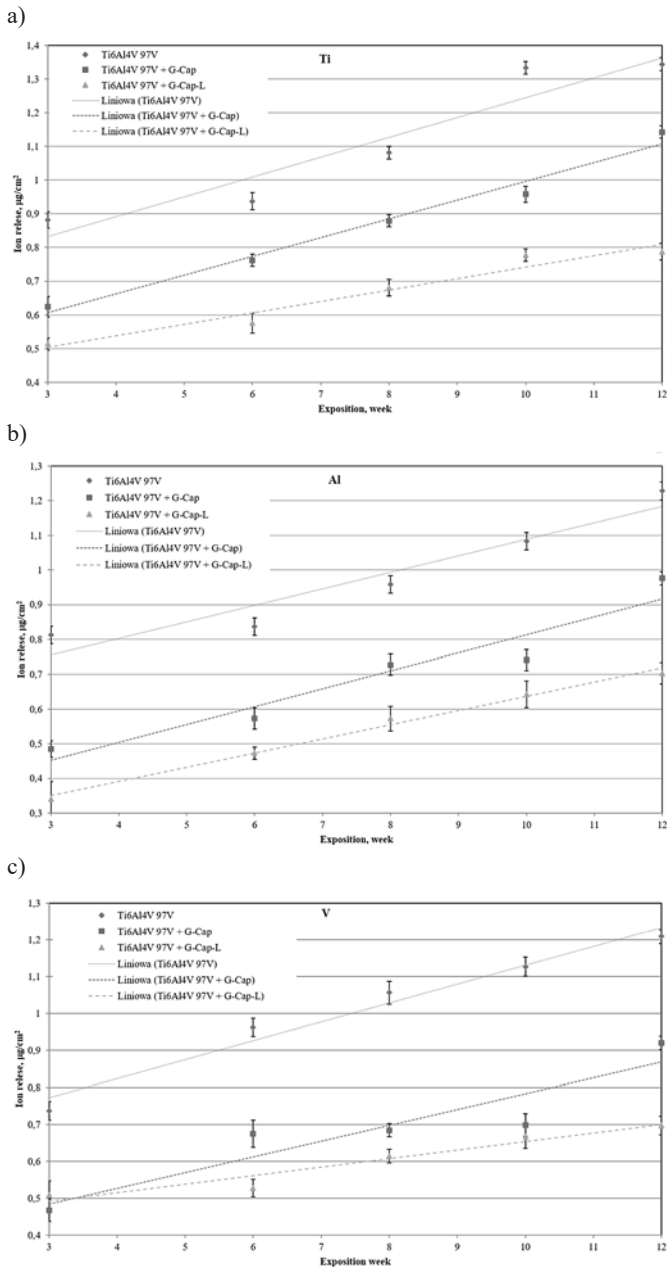 a)
Ti6Al4V 97V
Ti
Ti6Al4V 97V + G-Cap
Ti6Al4V 97V + G-Cap-L
Liniowa (Ti6Al4V 97V)
Liniowa (Ti6Al4V 97V + G-Cap)
Liniowa (Ti6Al4V 97V + G-Cap-L)
Ion relese, µg/cm²
1,4
1,3
1,2
1,1
1
0,9
0,8
0,7
0,6
0,5
0,4
3 4 5 6 7 8 9 10 11 12
Exposition, week
b)
Ti6Al4V 97V
Al
Ti6Al4V 97V + G-Cap
Ti6Al4V 97V + G-Cap-L
Liniowa (Ti6Al4V 97V)
Liniowa (Ti6Al4V 97V + G-Cap)
Liniowa (Ti6Al4V 97V + G-Cap-L)
Ion relese, µg/cm²
1,3
1,2
1,1
1
0,9
0,8
0,7
0,6
0,5
0,4
0,3
3 4 5 6 7 8 9 10 11 12
Exposition, week
c)
Ti6Al4V 97V
V
Ti6Al4V 97V + G-Cap
Ti6Al4V 97V + G-Cap-L
Liniowa (Ti6Al4V 97V)
Liniowa (Ti6Al4V 97V + G-Cap)
Liniowa (Ti6Al4V 97V + G-Cap-L)
Ion relese, µg/cm²
1,3
1,2
1,1
1
0,9
0,8
0,7
0,6
0,5
0,4
3 4 5 6 7 8 9 10 11 12
Exposition week